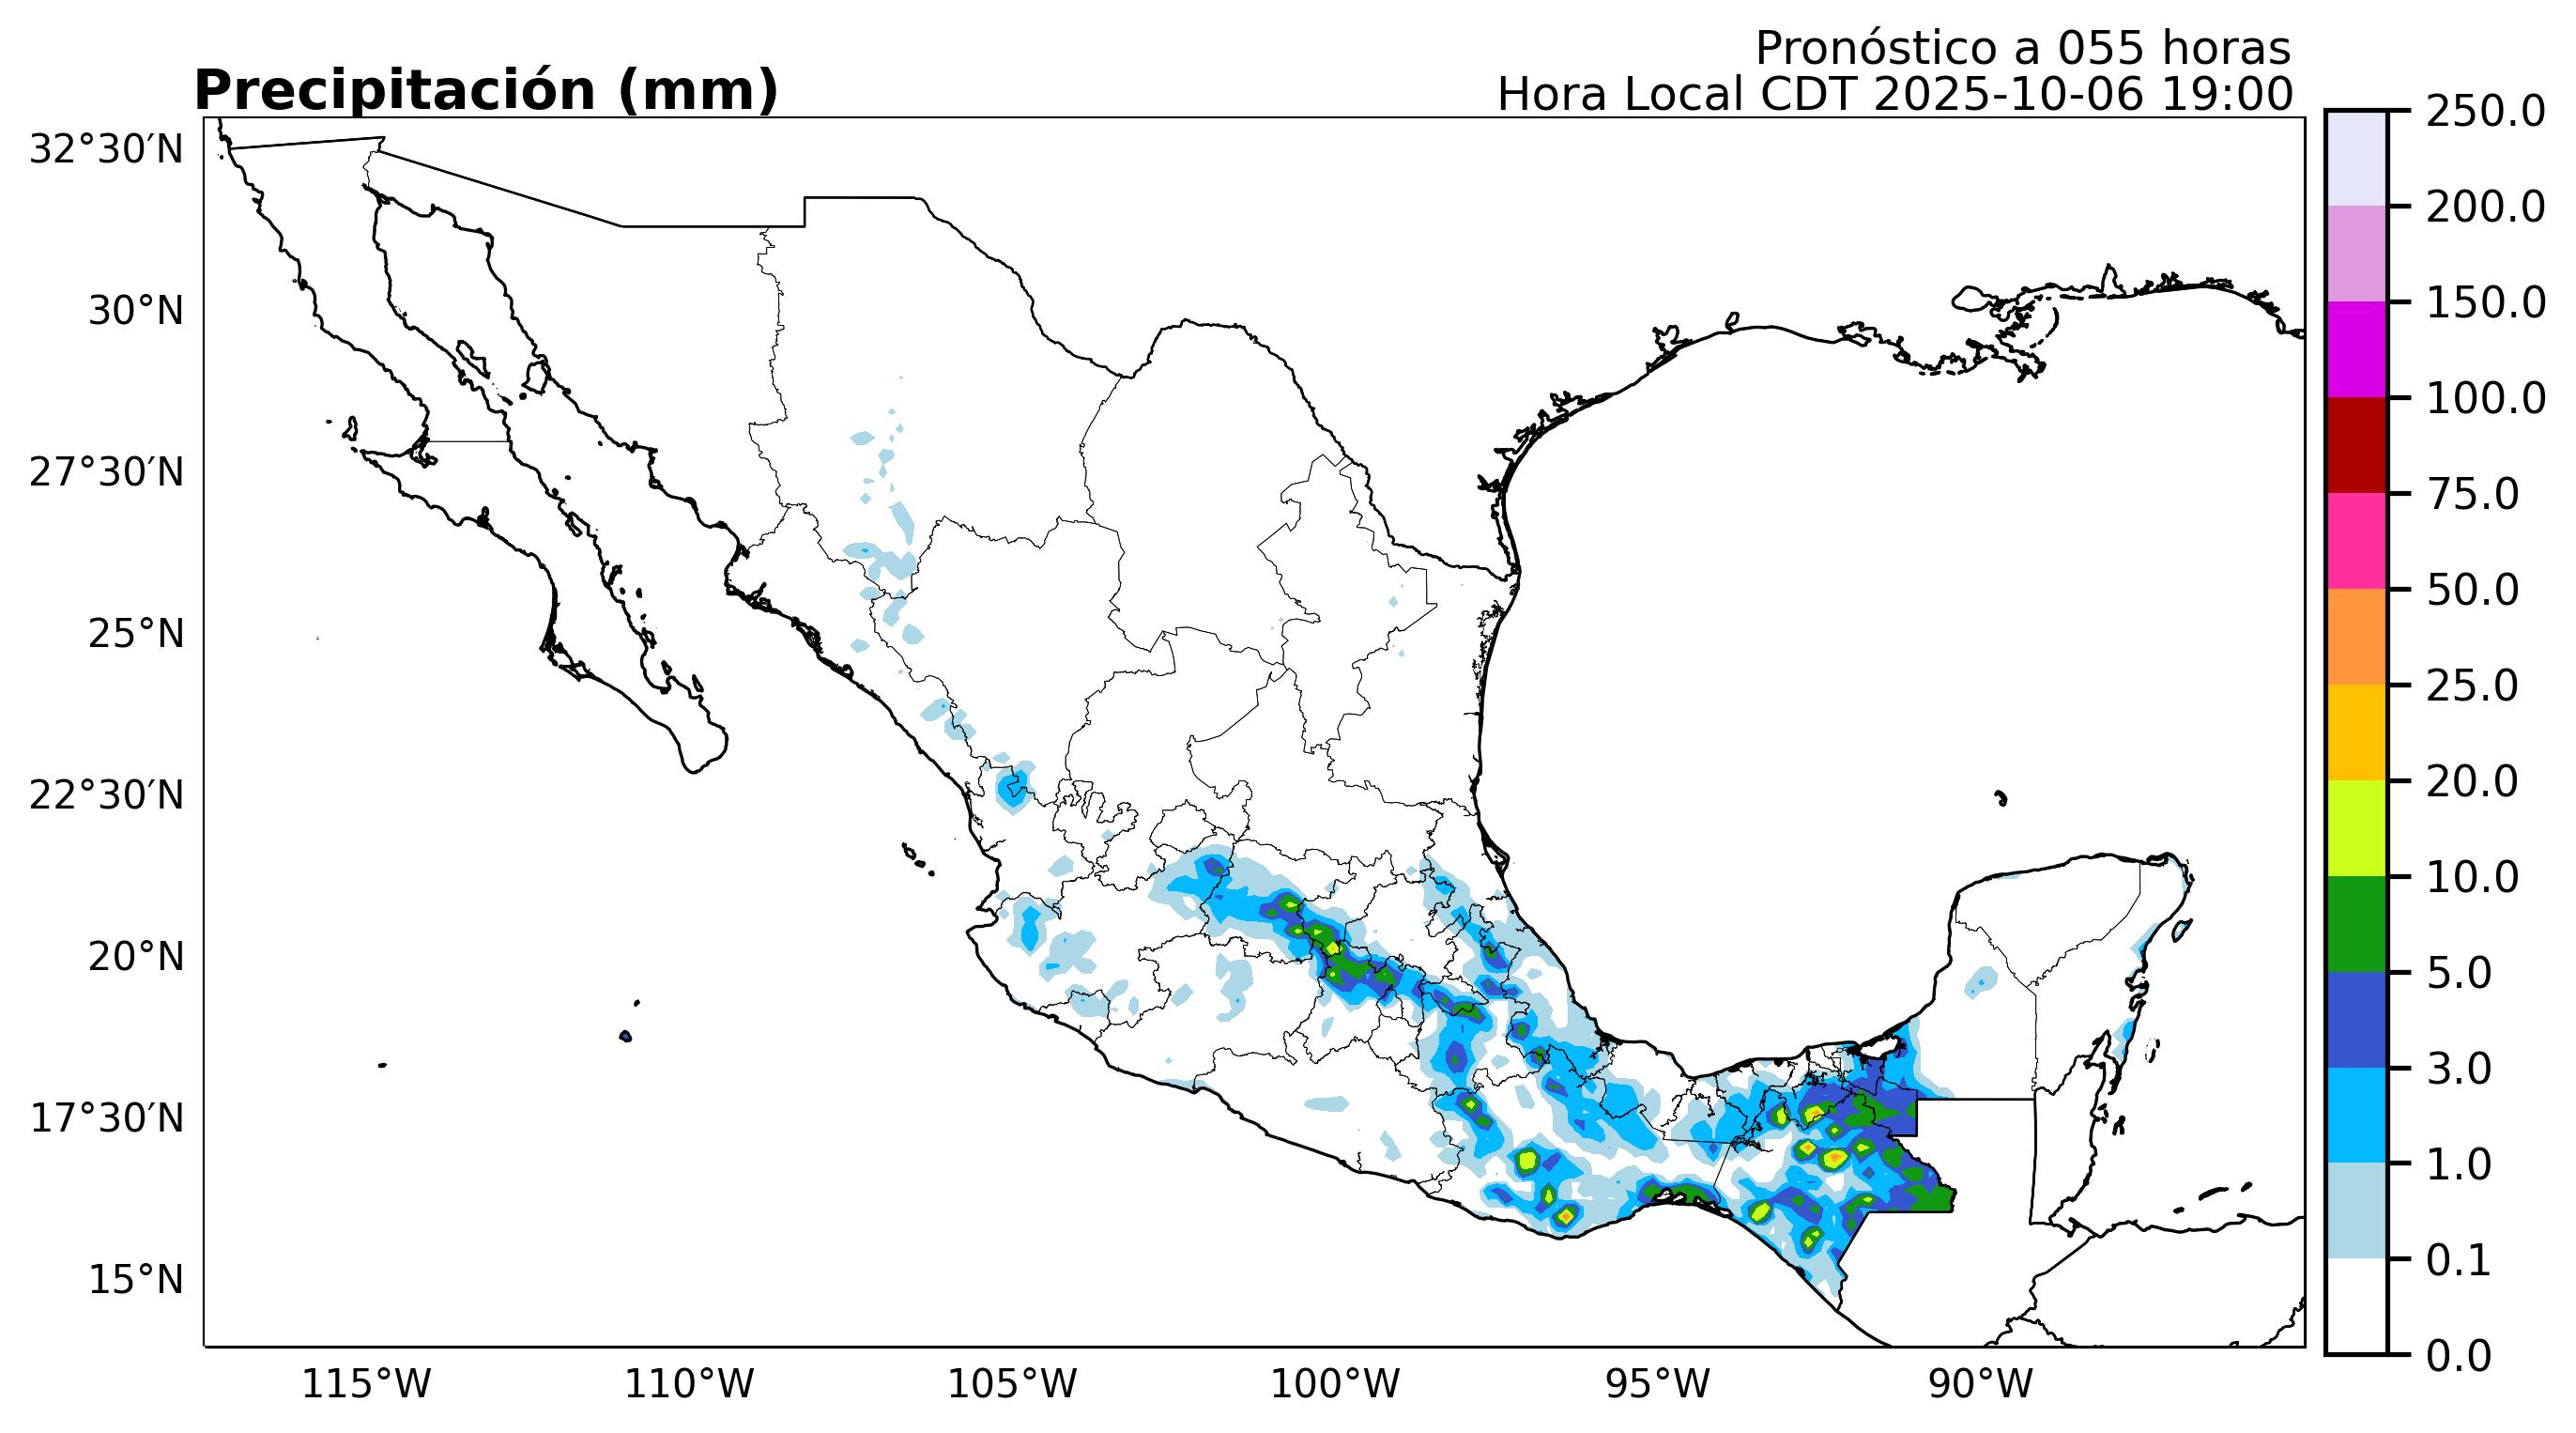 Pronóstico a 055 horas
Precipitación (mm)
Hora Local CDT 2025-10-06 19:00
32°30′N
30°N
27°30′N
25°N
22°30′N
20°N
17°30′N
15°N
115°W
110°W
105°W
100°W
95°W
90°W
250.0
200.0
150.0
100.0
75.0
50.0
25.0
20.0
10.0
5.0
3.0
1.0
0.1
0.0